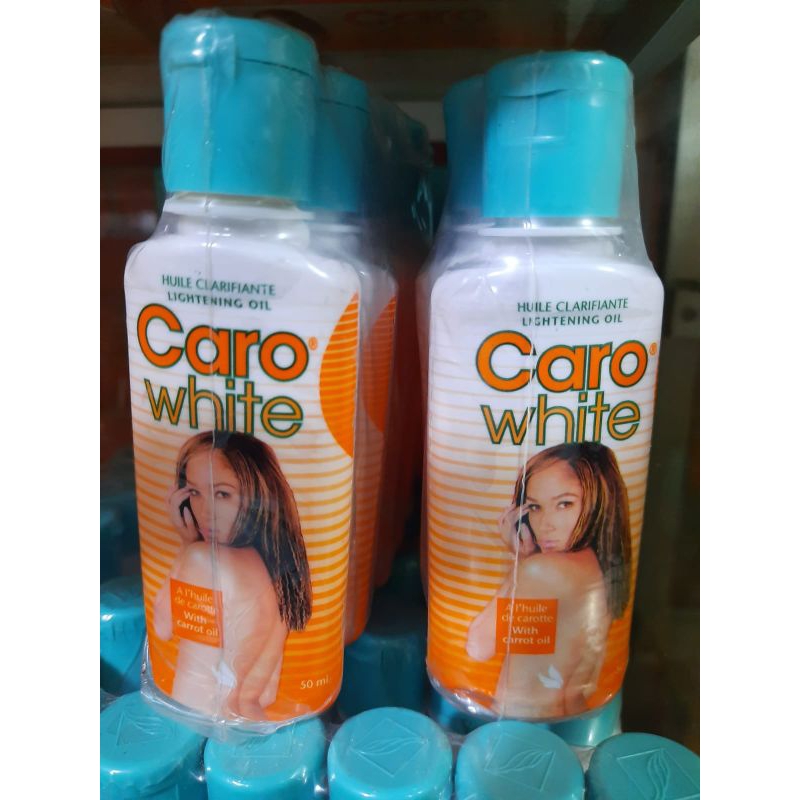 HUILE CLARIFIANTE
LIGHTENING OIL
Caro®
white
A l'huile
de carotte
With
carrot oil
50 ml
HUILE CLARIFIANTE
LIGHTENING OIL
Caro®
white
A l'huile
de carotte
With
carrot oil